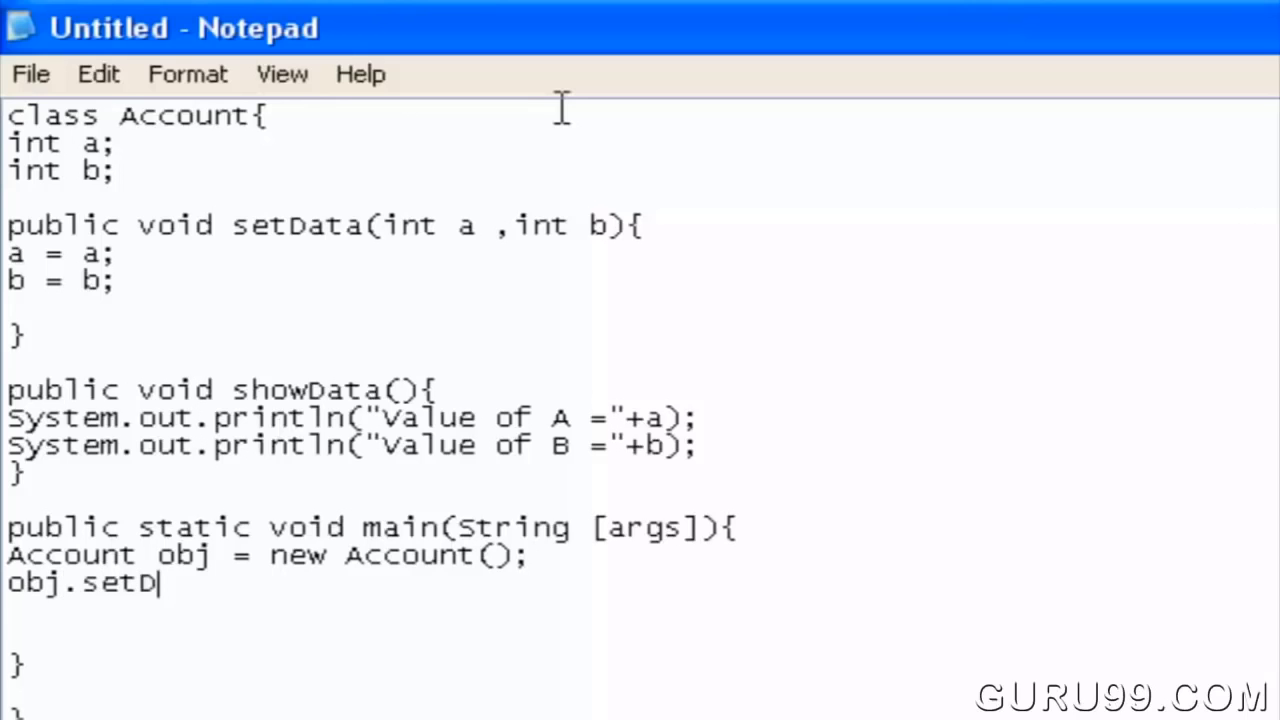 Untitled - Notepad
File Edit Format View Help
class Account{
int a;
int b;
public void setData(int a ,int b){
a = a;
b = b;
}
public void showData(){
System.out.println("Value of A ="+a);
System.out.println("Value of B ="+b);
}
public static void main(String [args]){
Account obj = new Account();
obj.setD
}
}
GURU99.COM